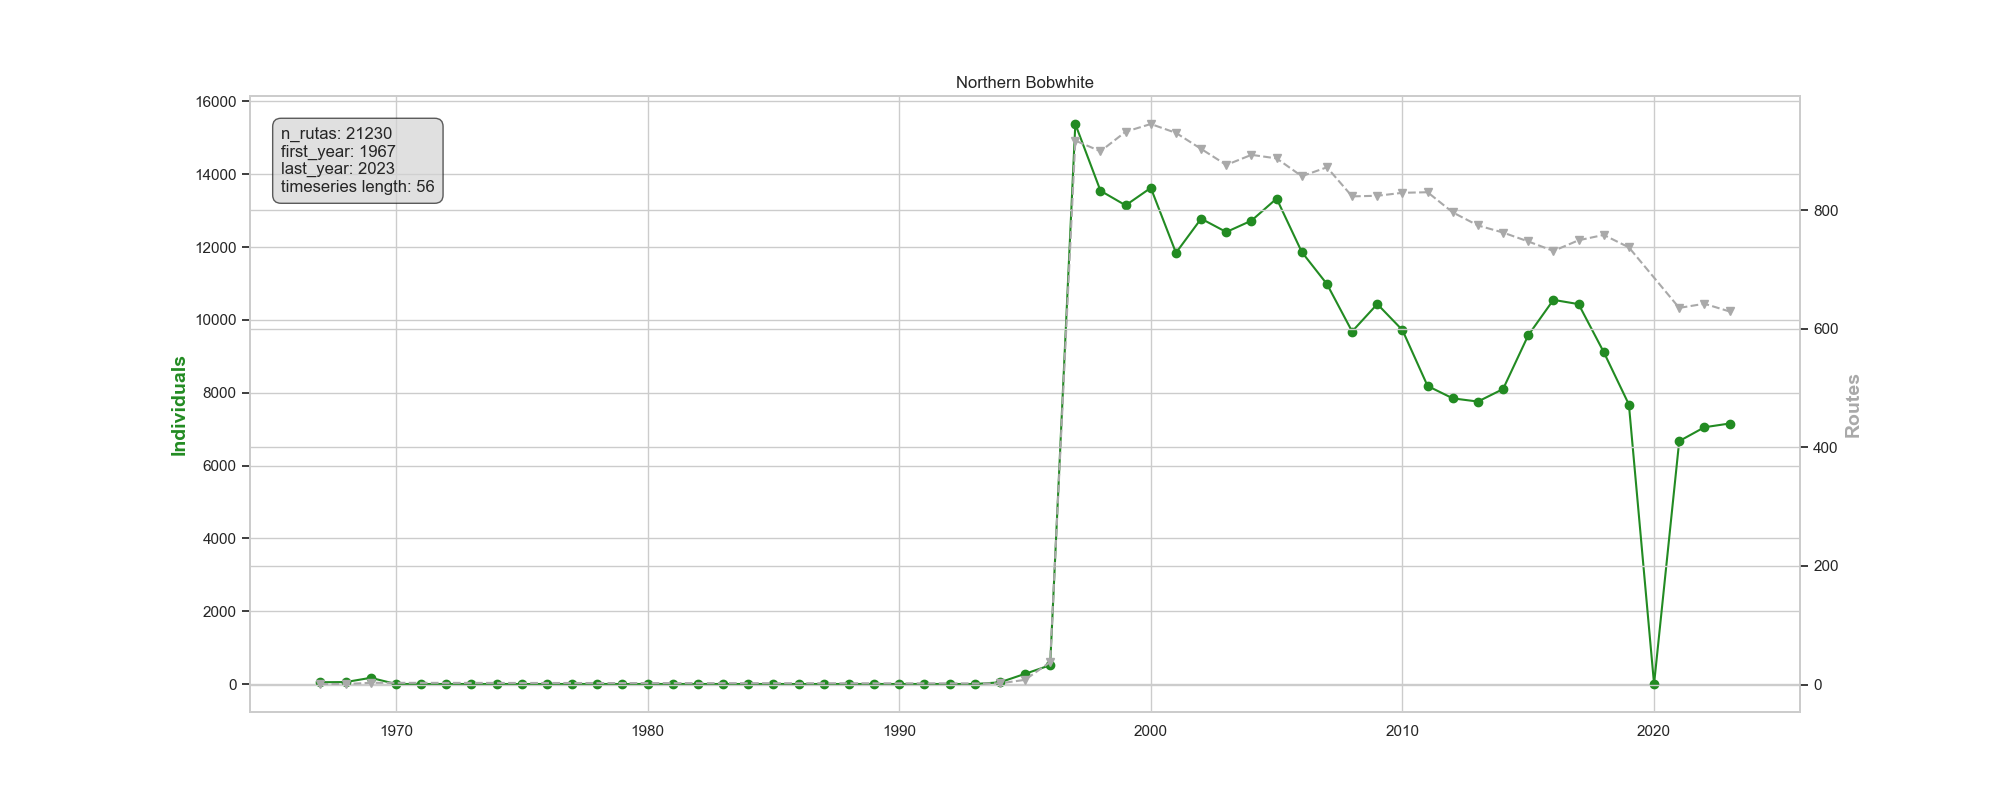 Northern Bobwhite
n_rutas: 21230
first_year: 1967
last_year: 2023
timeseries length: 56
16000
14000
12000
10000
8000
6000
4000
2000
0
Individuals
800
600
400
200
0
Routes
1970
1980
1990
2000
2010
2020